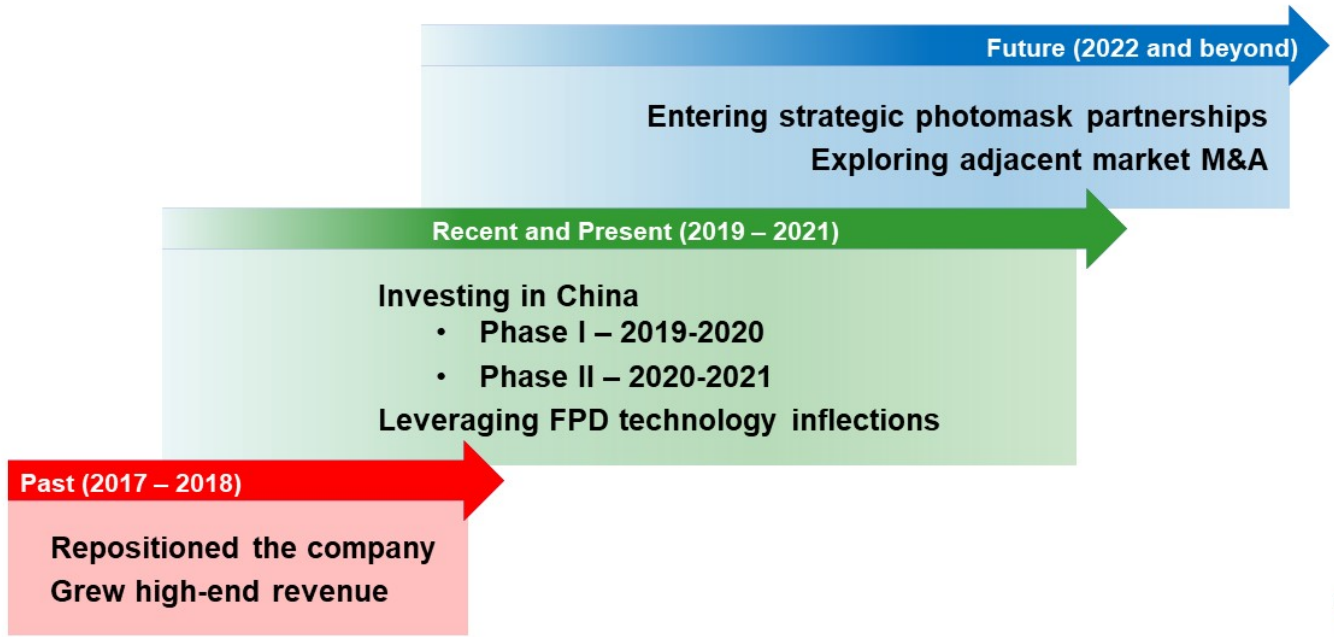 Future (2022 and beyond)
Entering strategic photomask partnerships
Exploring adjacent market M&A
Recent and Present (2019 – 2021)
Investing in China
• Phase I – 2019-2020
• Phase II – 2020-2021
Leveraging FPD technology inflections
Past (2017 – 2018)
Repositioned the company
Grew high-end revenue